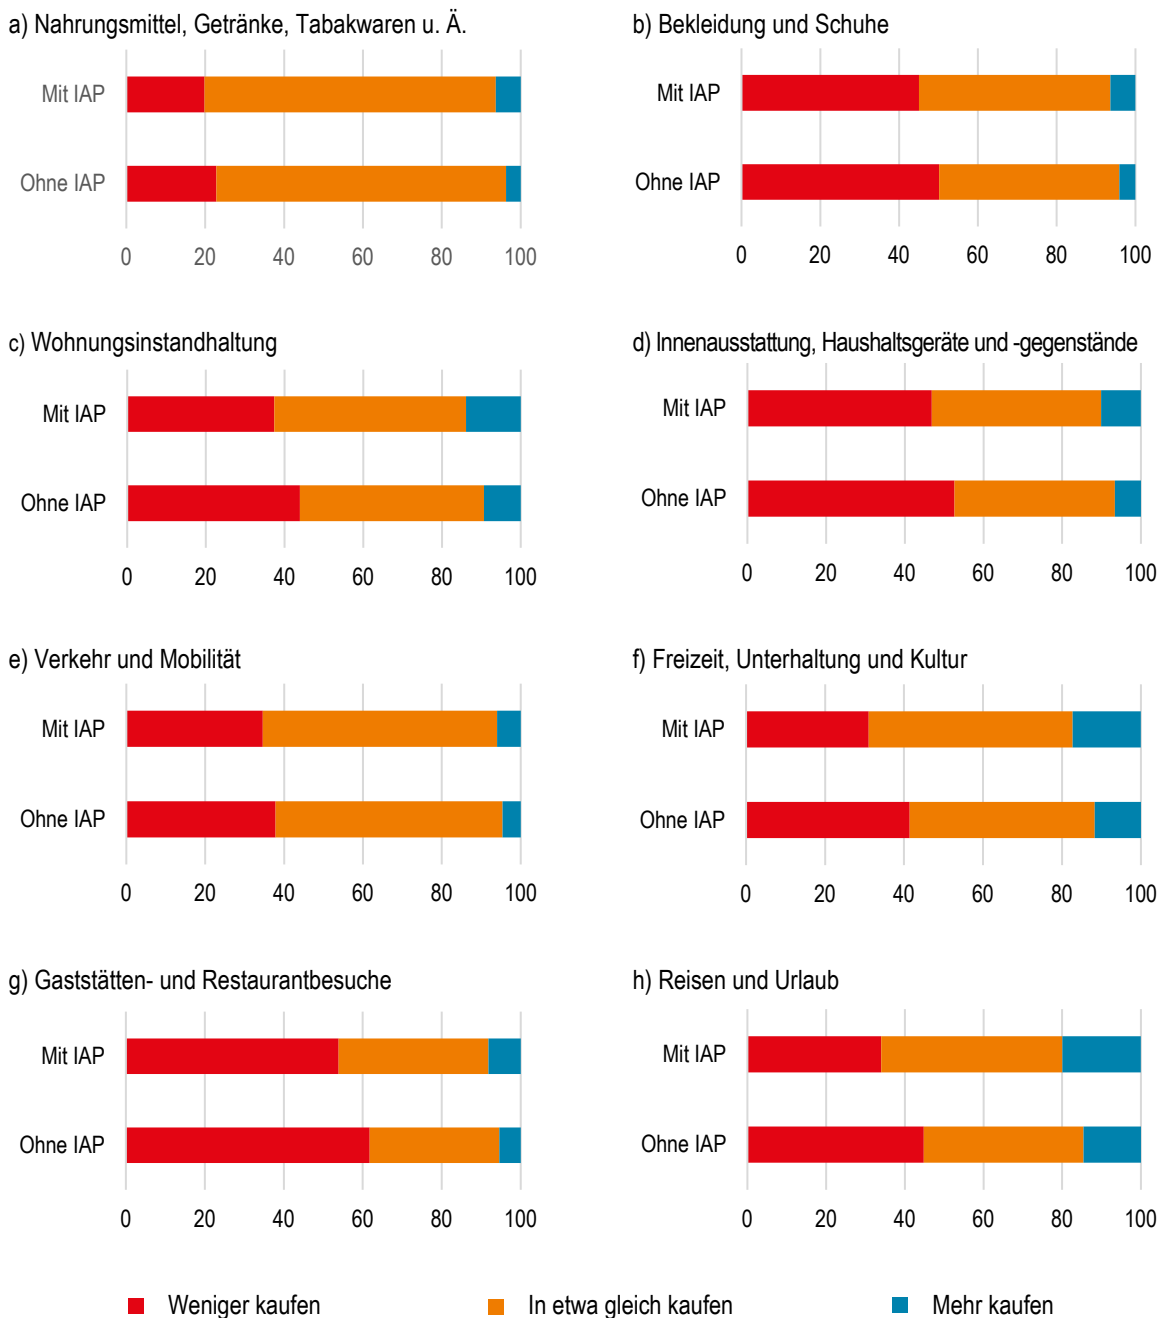 a) Nahrungsmittel, Getränke, Tabakwaren u. Ä.
Mit IAP
Ohne IAP
0 20 40 60 80 100
b) Bekleidung und Schuhe
Mit IAP
Ohne IAP
0 20 40 60 80 100
c) Wohnungsinstandhaltung
Mit IAP
Ohne IAP
0 20 40 60 80 100
d) Innenausstattung, Haushaltsgeräte und -gegenstände
Mit IAP
Ohne IAP
0 20 40 60 80 100
e) Verkehr und Mobilität
Mit IAP
Ohne IAP
0 20 40 60 80 100
f) Freizeit, Unterhaltung und Kultur
Mit IAP
Ohne IAP
0 20 40 60 80 100
g) Gaststätten- und Restaurantbesuche
Mit IAP
Ohne IAP
0 20 40 60 80 100
h) Reisen und Urlaub
Mit IAP
Ohne IAP
0 20 40 60 80 100
Weniger kaufen In etwa gleich kaufen Mehr kaufen